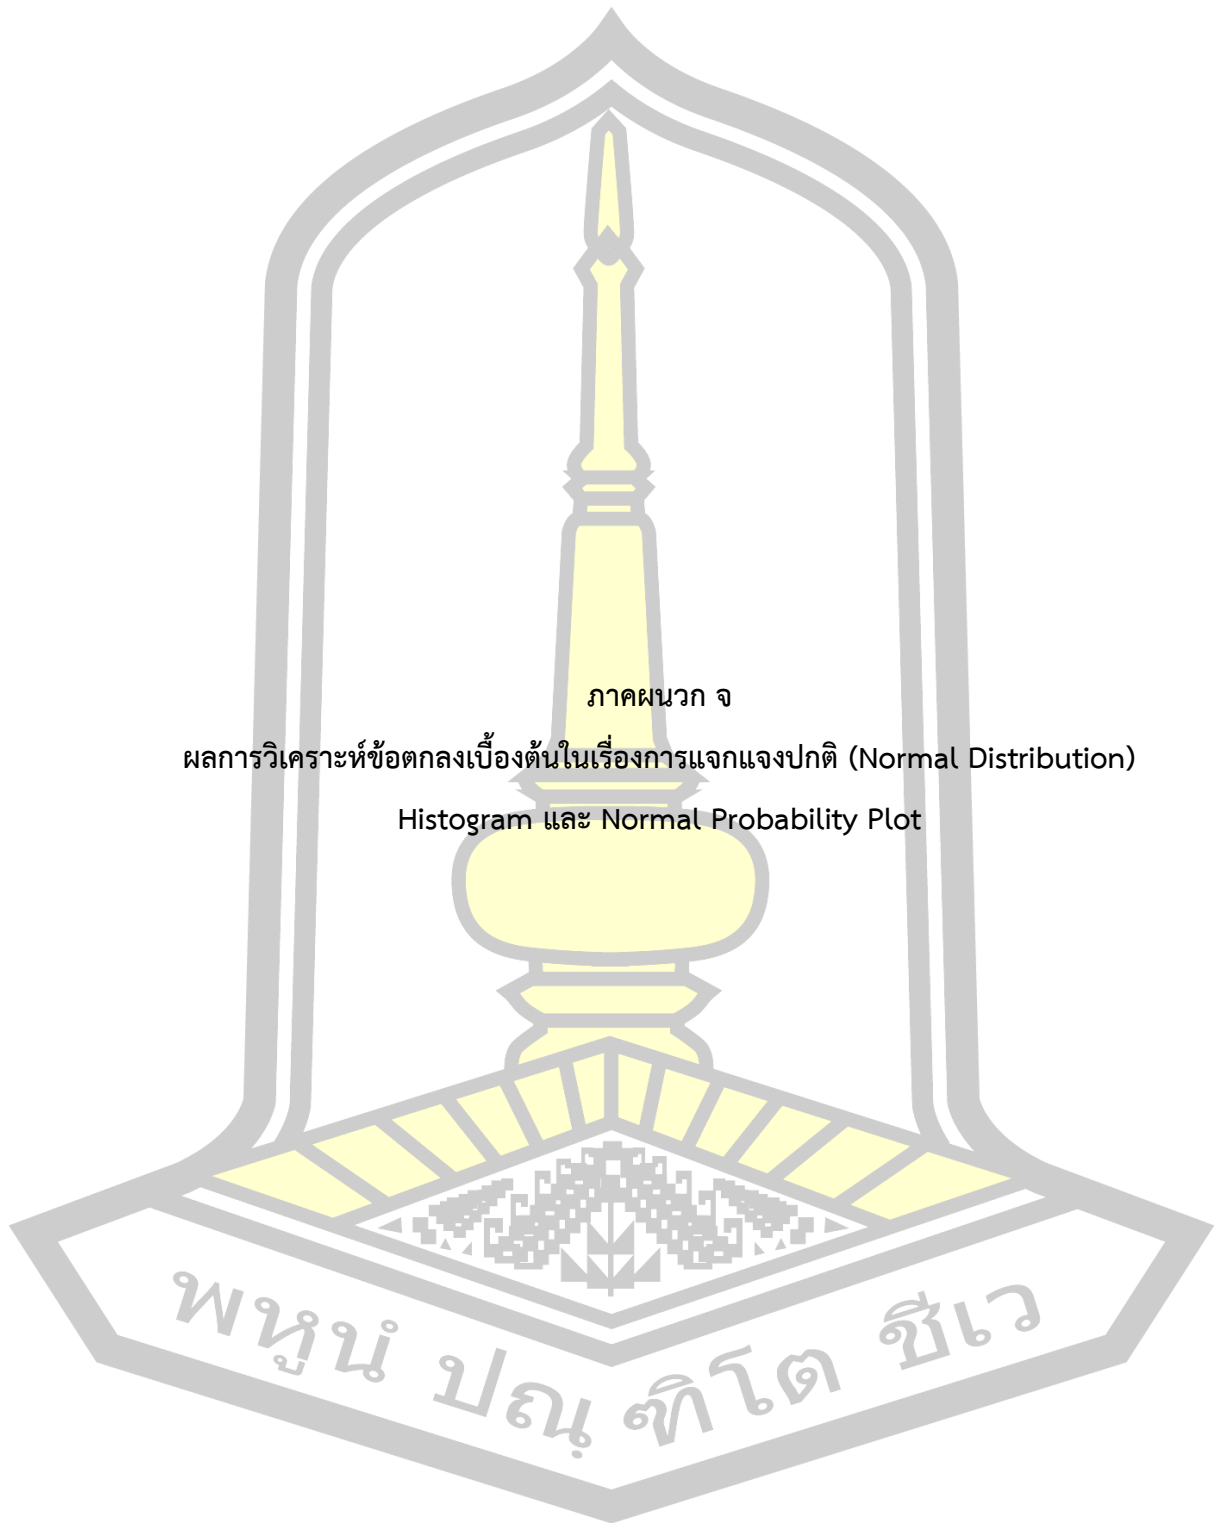 ภาคผนวก จ
ผลการวิเคราะห์ข้อตกลงเบื้องต้นในเรื่องการแจกแจงปกติ (Normal Distribution)
Histogram และ Normal Probability Plot
พหูนํ ปณฺฑิโต ชีเว